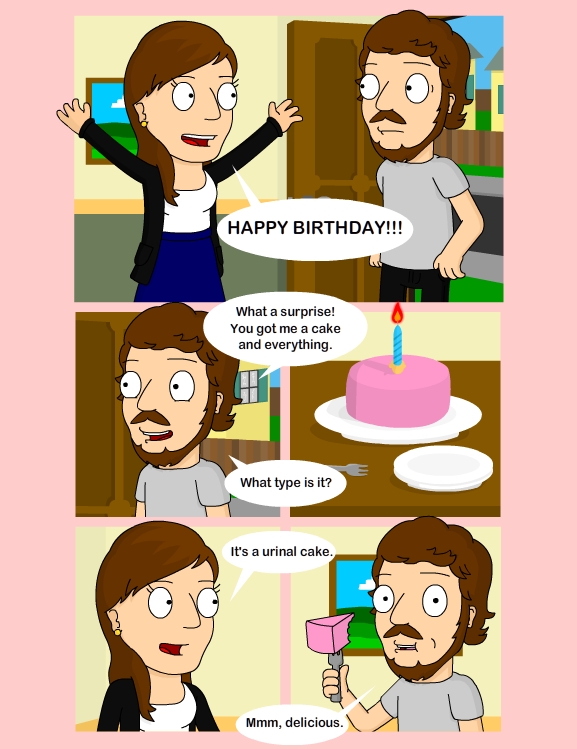 HAPPY BIRTHDAY!!!
What a surprise!
You got me a cake
and everything.
What type is it?
It's a urinal cake.
Mmm, delicious.